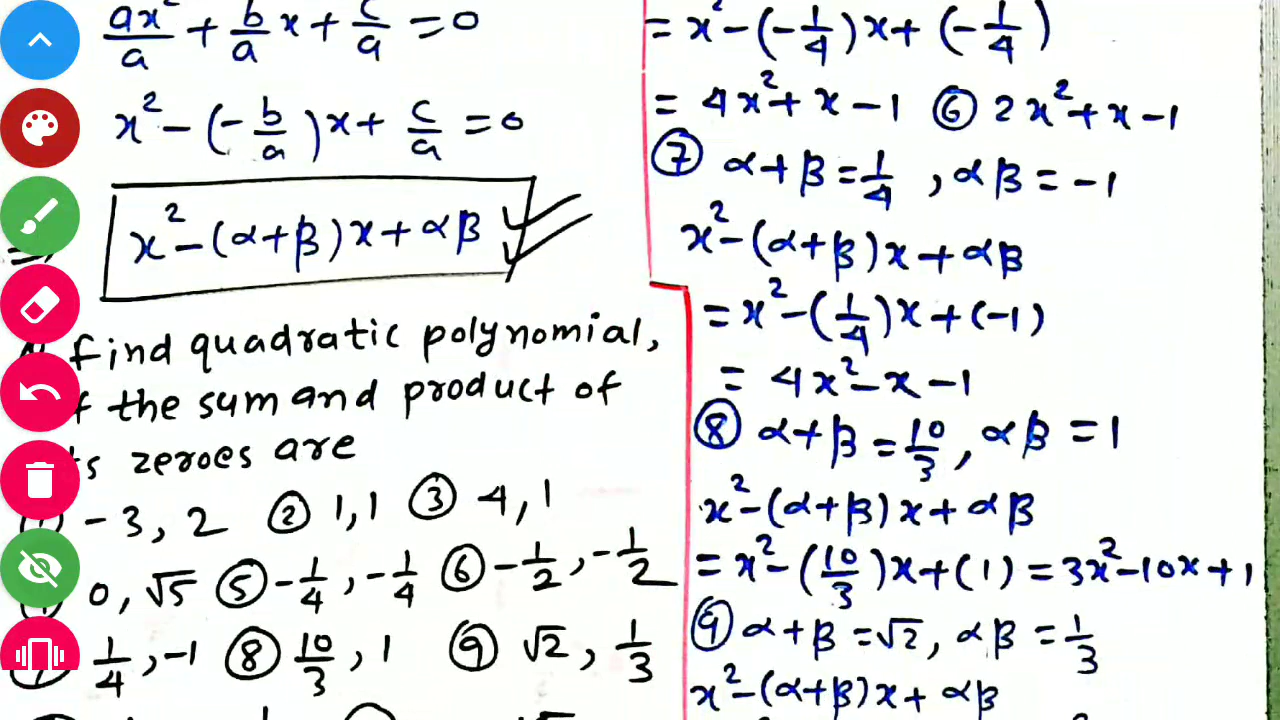 ax²/a + b/a x + c/a = 0
x² - (-b/a)x + c/a = 0
x² - (α+β)x + αβ
find quadratic polynomial,
f the sum and product of
ts zeroes are
① -3, 2 ② 1, 1 ③ 4, 1
0, √5 ⑤ -1/4, -1/4 ⑥ -1/2, -1/2
1/4, -1 ⑧ 10/3, 1 ⑨ √2, 1/3
= x² - (-1/4)x + (-1/4)
= 4x² + x - 1 ⑥ 2x² + x - 1
⑦ α+β = 1/4, αβ = -1
x² - (α+β)x + αβ
= x² - (1/4)x + (-1)
= 4x² - x - 1
⑧ α+β = 10/3, αβ = 1
x² - (α+β)x + αβ
= x² - (10/3)x + (1) = 3x² - 10x + 1
⑨ α+β = √2, αβ = 1/3
x² - (α+β)x + αβ